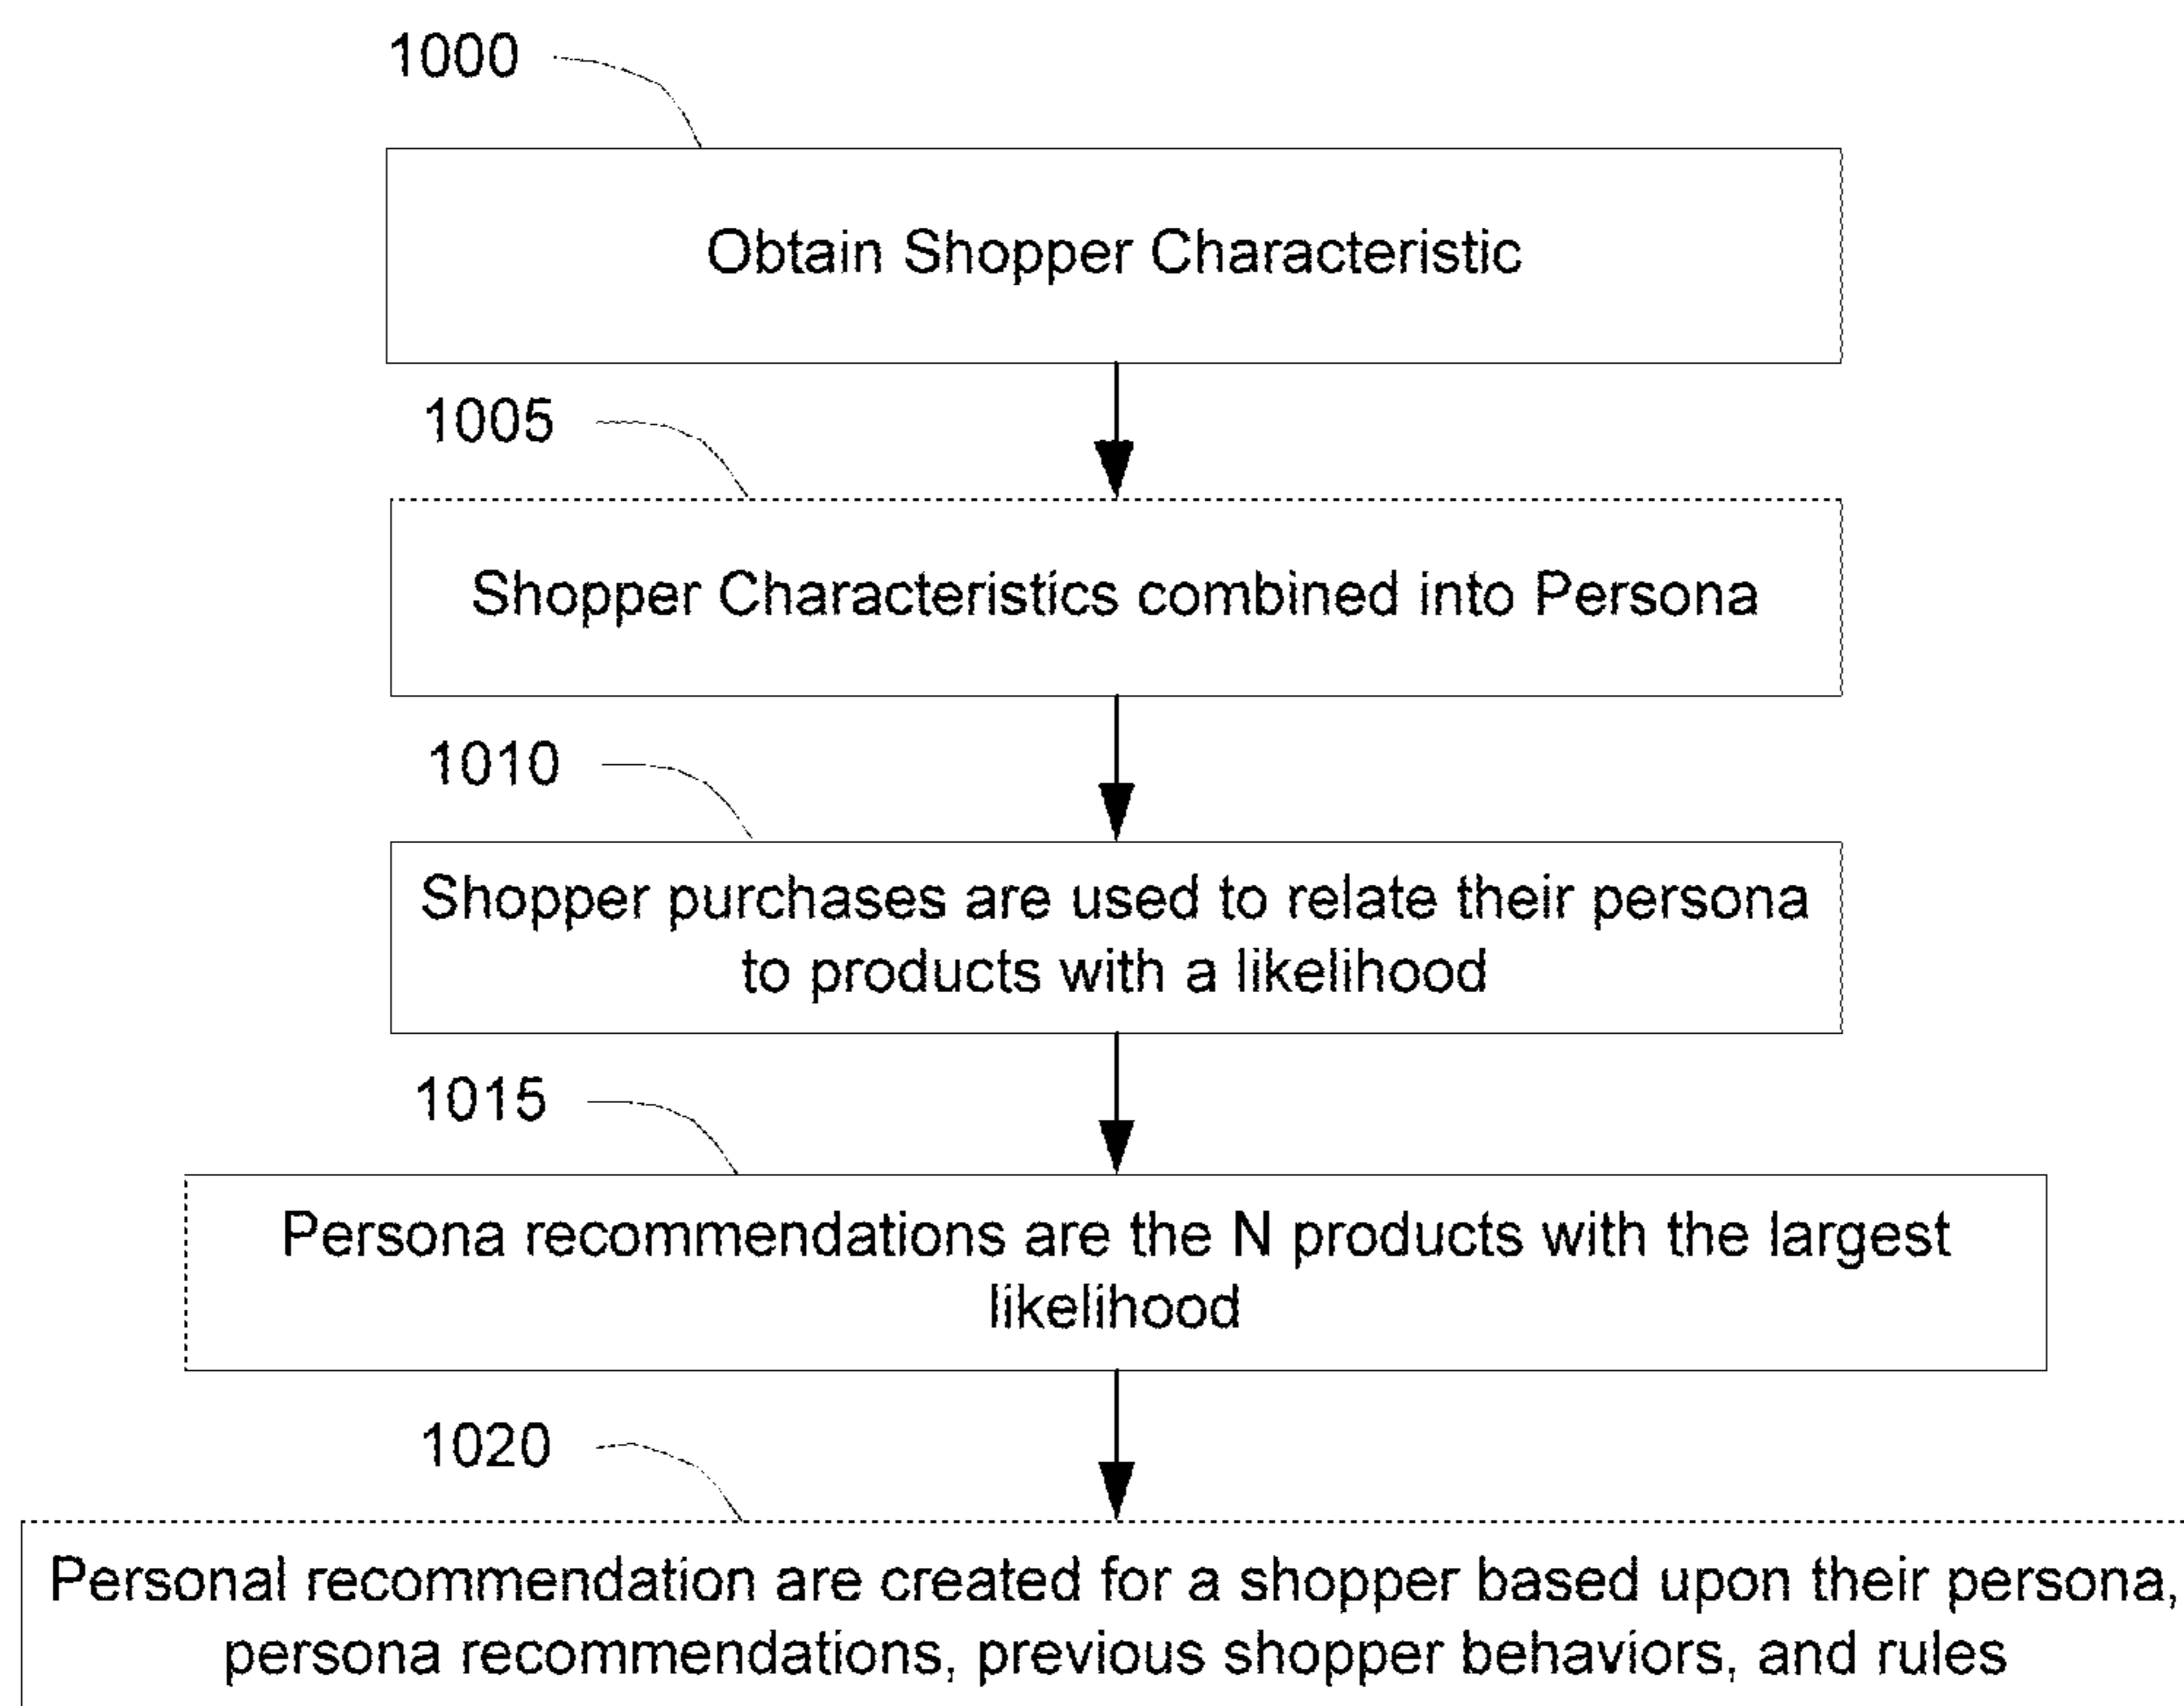 1000
Obtain Shopper Characteristic
1005
Shopper Characteristics combined into Persona
1010
Shopper purchases are used to relate their persona
to products with a likelihood
1015
Persona recommendations are the N products with the largest
likelihood
1020
Personal recommendation are created for a shopper based upon their persona,
persona recommendations, previous shopper behaviors, and rules